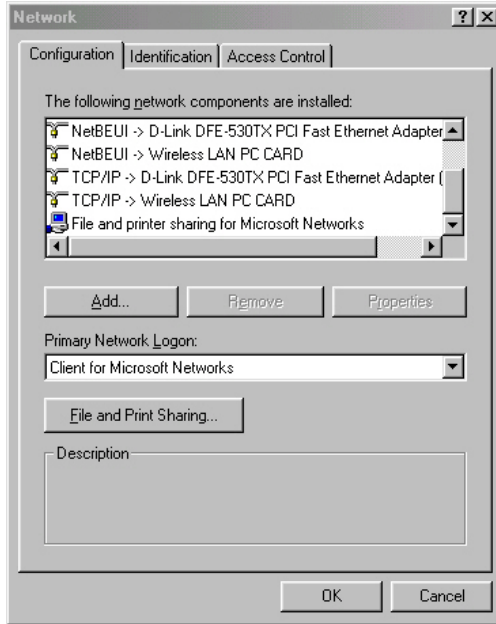 Network
Configuration Identification Access Control
The following network components are installed:
NetBEUI -> D-Link DFE-530TX PCI Fast Ethernet Adapter
NetBEUI -> Wireless LAN PC CARD
TCP/IP -> D-Link DFE-530TX PCI Fast Ethernet Adapter (
TCP/IP -> Wireless LAN PC CARD
File and printer sharing for Microsoft Networks
Add... Remove Properties
Primary Network Logon:
Client for Microsoft Networks
File and Print Sharing...
Description
OK Cancel